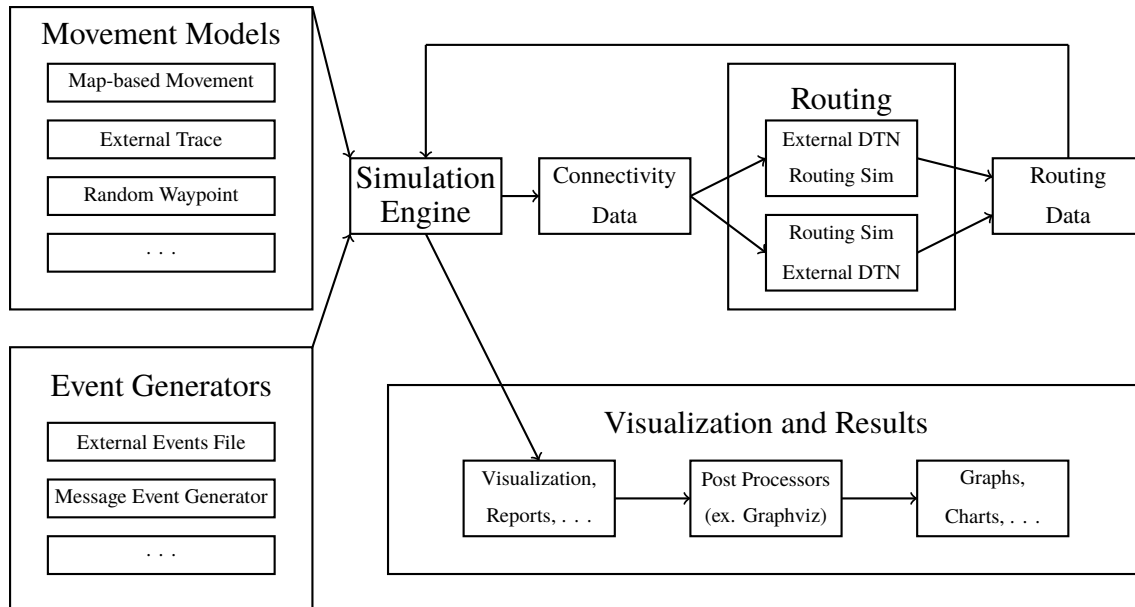 Movement Models
Map-based Movement
External Trace
Random Waypoint
. . .
Event Generators
External Events File
Message Event Generator
. . .
Simulation
Engine
Connectivity
Data
Routing
External DTN
Routing Sim
Routing Sim
External DTN
Routing
Data
Visualization and Results
Visualization,
Reports, . . .
Post Processors
(ex. Graphviz)
Graphs,
Charts, . . .